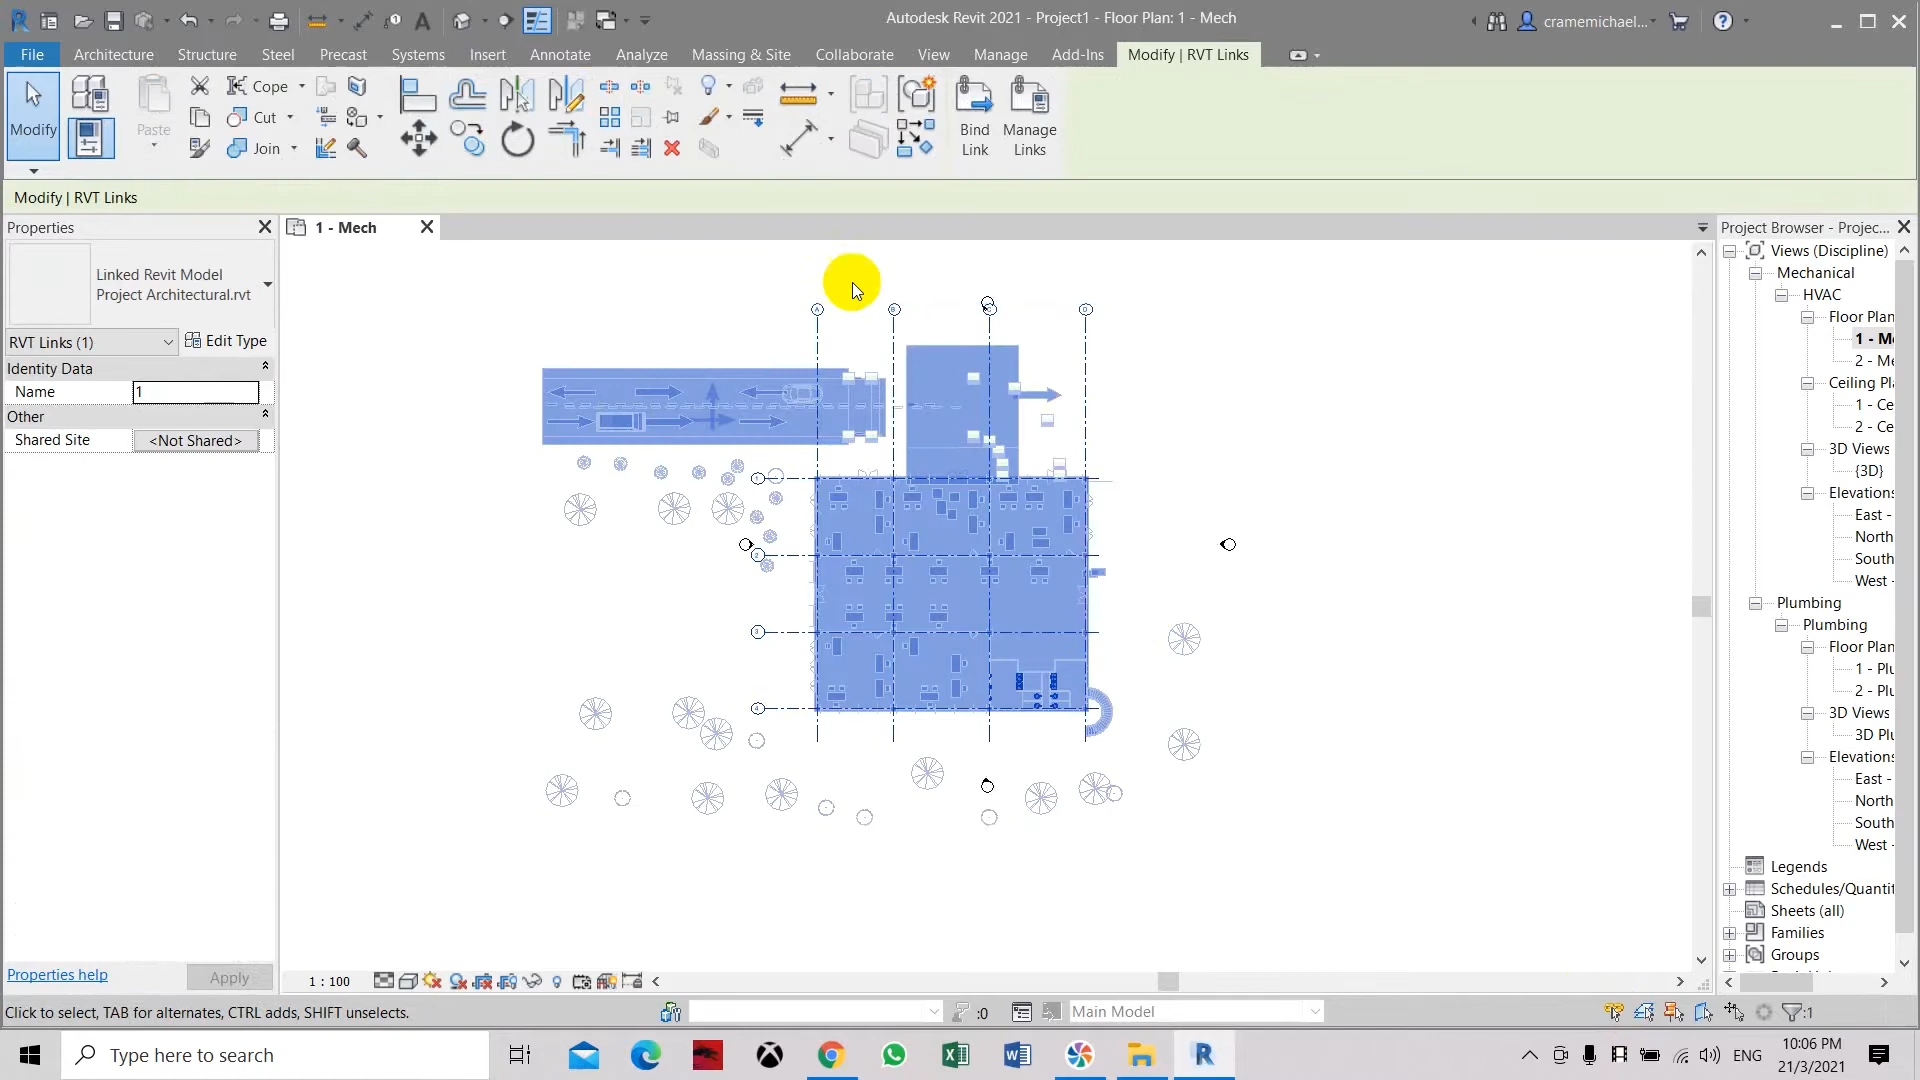 Autodesk Revit 2021 - Project1 - Floor Plan: 1 - Mech
cramemichael...
File Architecture Structure Steel Precast Systems Insert Annotate Analyze Massing & Site Collaborate View Manage Add-Ins Modify | RVT Links
Modify
Paste
Cope
Cut
Join
Bind Link
Manage Links
Modify | RVT Links
Properties
Linked Revit Model
Project Architectural.rvt
RVT Links (1)
Edit Type
Identity Data
Name 1
Other
Shared Site <Not Shared>
Properties help
Apply
1 - Mech
A B C D
1
2
3
4
Project Browser - Projec...
Views (Discipline)
Mechanical
HVAC
Floor Plan
1 - M
2 - Me
Ceiling Pl
1 - Ce
2 - Ce
3D Views
{3D}
Elevations
East -
North
South
West -
Plumbing
Plumbing
Floor Plan
1 - Plu
2 - Plu
3D Views
3D Plu
Elevations
East -
North
South
West -
Legends
Schedules/Quantit
Sheets (all)
Families
Groups
1 : 100
Click to select, TAB for alternates, CTRL adds, SHIFT unselects.
:0
Main Model
:1
Type here to search
ENG
10:06 PM
21/3/2021